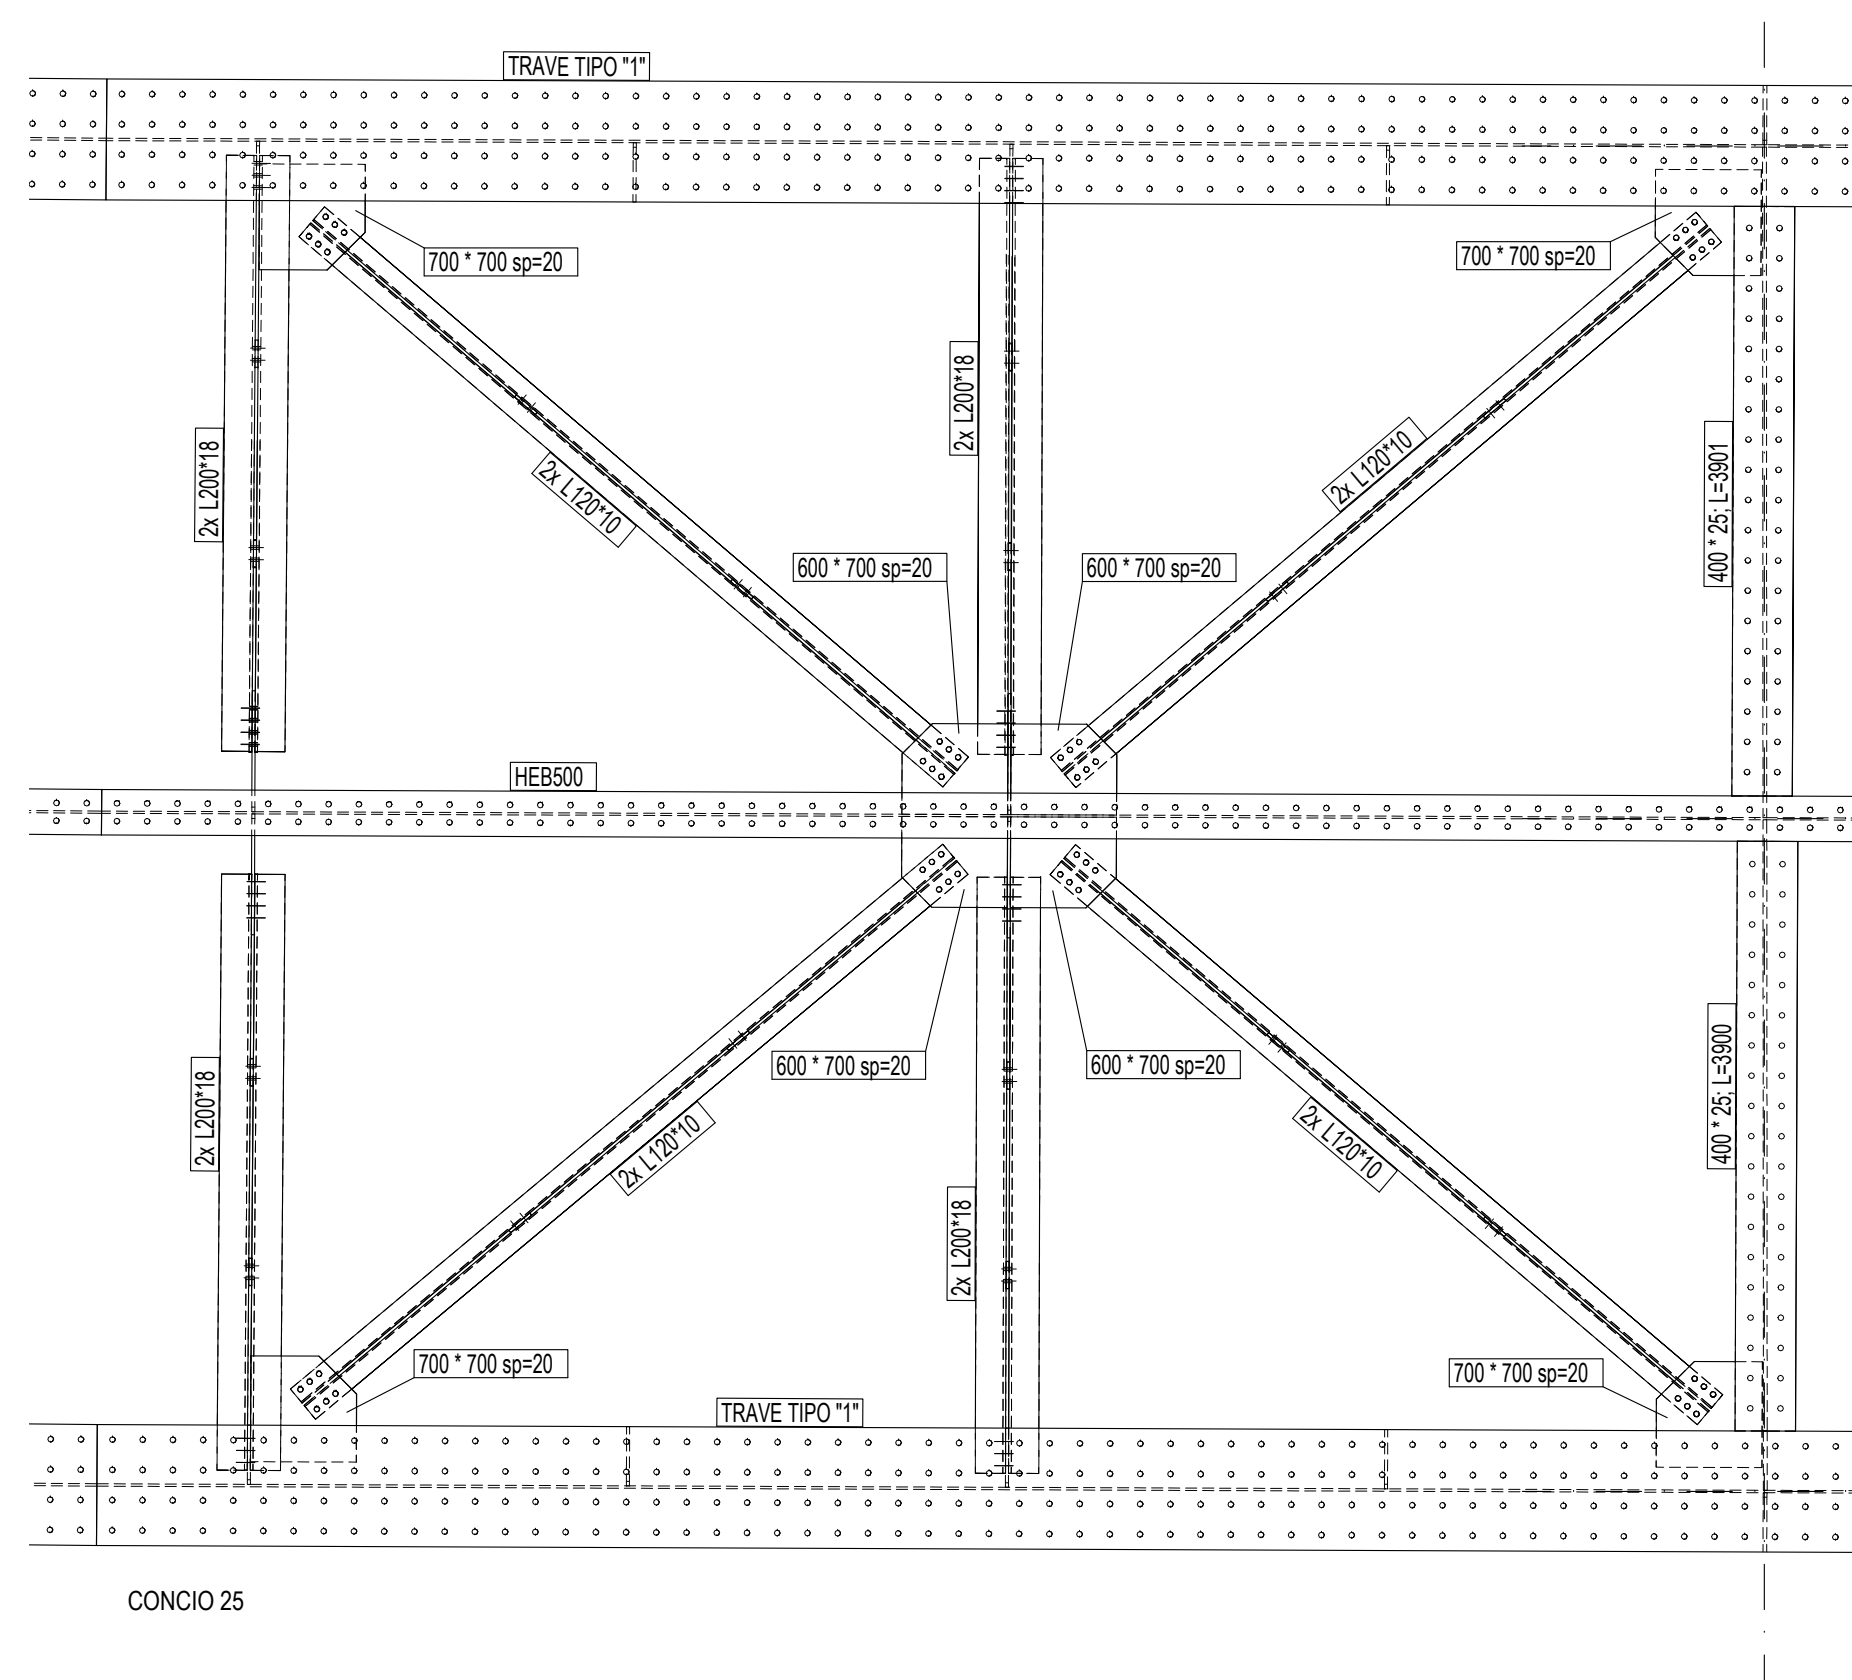 TRAVE TIPO "1"
700 * 700 sp=20
700 * 700 sp=20
2x L200*18
2x L200*18
2x L120*10
2x L120*10
400 * 25; L=3901
600 * 700 sp=20
600 * 700 sp=20
HEB500
2x L200*18
600 * 700 sp=20
600 * 700 sp=20
400 * 25; L=3900
2x L120*10
2x L120*10
2x L200*18
700 * 700 sp=20
700 * 700 sp=20
TRAVE TIPO "1"
CONCIO 25